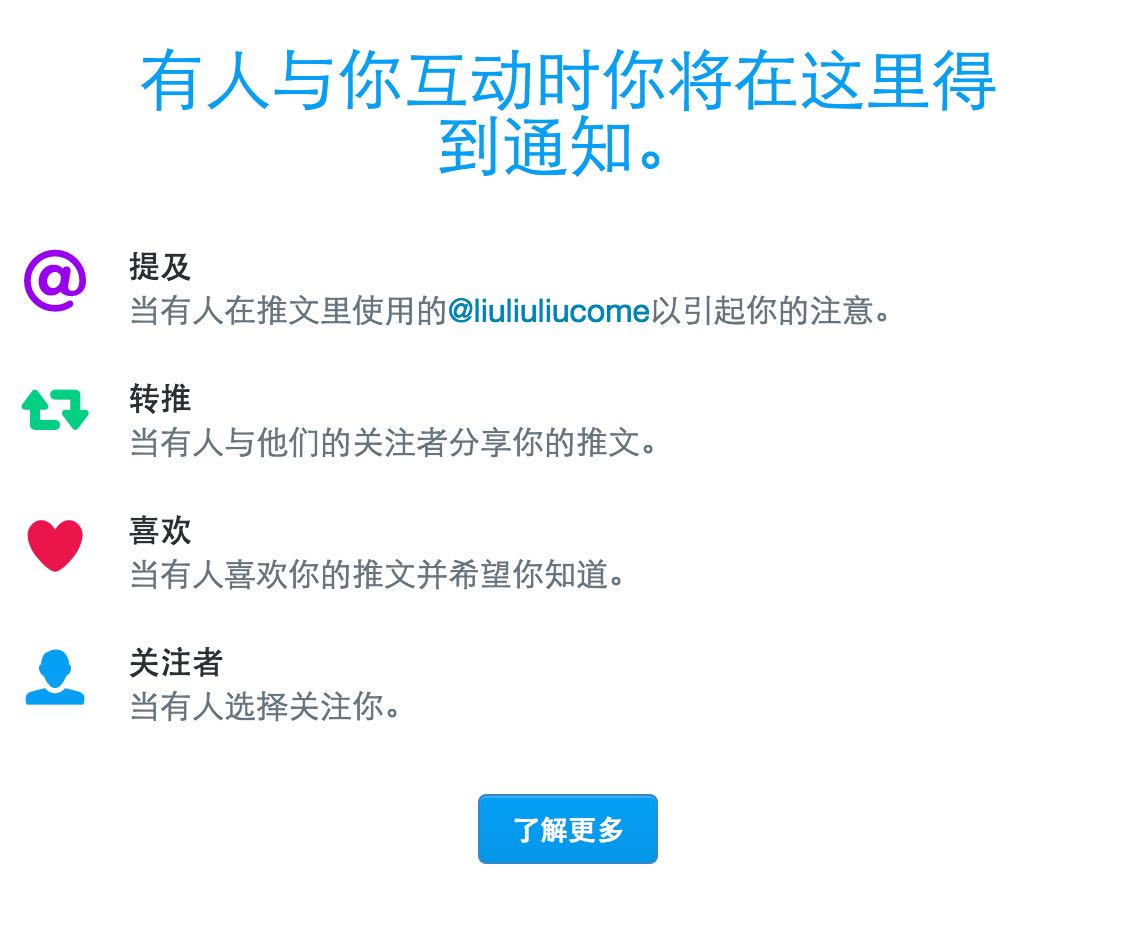 有人与你互动时你将在这里得
到通知。
@
提及
当有人在推文里使用的@liuliuliucome以引起你的注意。
转推
当有人与他们的关注者分享你的推文。
喜欢
当有人喜欢你的推文并希望你知道。
关注者
当有人选择关注你。
了解更多